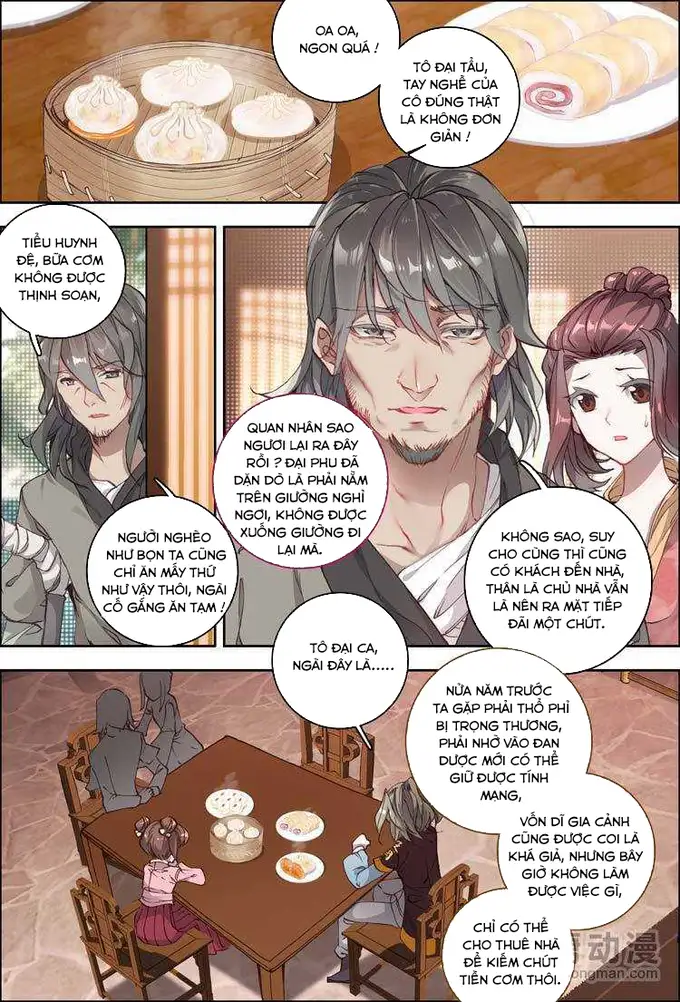 OA OA,
NGON QUÁ !
TÔ ĐẠI TẨU,
TAY NGHỀ CỦA
CÔ ĐÚNG THẬT
LÀ KHÔNG ĐƠN
GIẢN !
TIỂU HUYNH
ĐỆ, BỮA CƠM
KHÔNG ĐƯỢC
THỊNH SOẠN,
NGƯỜI NGHÈO
NHƯ BỌN TA CŨNG
CHỈ ĂN MẤY THỨ
NHƯ VẬY THÔI, NGÀI
CỐ GẮNG ĂN TẠM !
QUAN NHÂN SAO
NGƯƠI LẠI RA ĐÂY
RỒI ? ĐẠI PHU ĐÃ
DẶN DÒ LÀ PHẢI NẰM
TRÊN GIƯỜNG NGHỈ
NGƠI, KHÔNG ĐƯỢC
XUỐNG GIƯỜNG ĐI
LẠI MÀ.
KHÔNG SAO, SUY
CHO CÙNG THÌ CŨNG
CÓ KHÁCH ĐẾN NHÀ,
THÂN LÀ CHỦ NHÀ VẪN
LÀ NÊN RA MẶT TIẾP
ĐÃI MỘT CHÚT.
TÔ ĐẠI CA,
NGÀI ĐÂY LÀ.....
NỬA NĂM TRƯỚC
TA GẶP PHẢI THỔ PHỈ
BỊ TRỌNG THƯƠNG,
PHẢI NHỜ VÀO ĐAN
DƯỢC MỚI CÓ THỂ
GIỮ ĐƯỢC TÍNH
MẠNG,
VỐN DĨ GIA CẢNH
CŨNG ĐƯỢC COI LÀ
KHÁ GIẢ, NHƯNG BÂY
GIỜ KHÔNG LÀM
ĐƯỢC VIỆC GÌ,
CHỈ CÓ THỂ
CHO THUÊ NHÀ
ĐỂ KIẾM CHÚT
TIỀN CƠM THÔI.
动漫
ongman.com